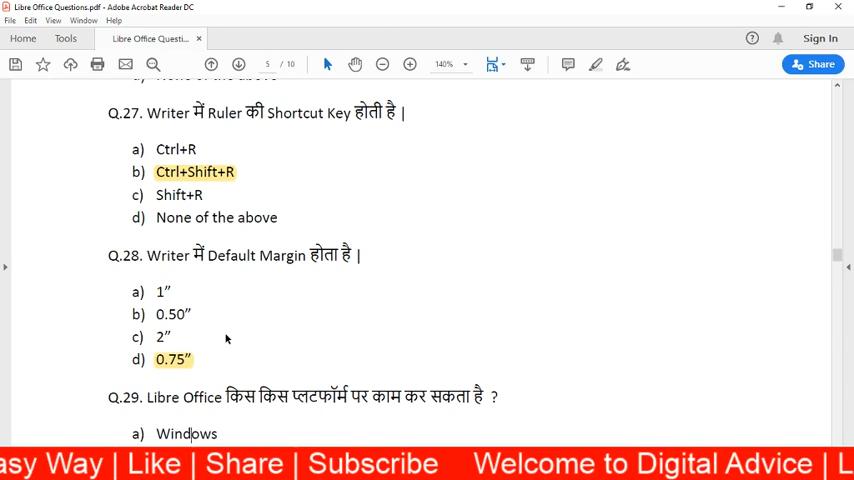 Libre Office Questions.pdf - Adobe Acrobat Reader DC
File Edit View Window Help
Home Tools Libre Office Questi... × Sign In
5 / 10 140% Share
Q.27. Writer में Ruler की Shortcut Key होती है |
a) Ctrl+R
b) Ctrl+Shift+R
c) Shift+R
d) None of the above
Q.28. Writer में Default Margin होता है |
a) 1”
b) 0.50”
c) 2”
d) 0.75”
Q.29. Libre Office किस किस प्लटफॉर्म पर काम कर सकता है ?
a) Windows
asy Way | Like | Share | Subscribe Welcome to Digital Advice | L